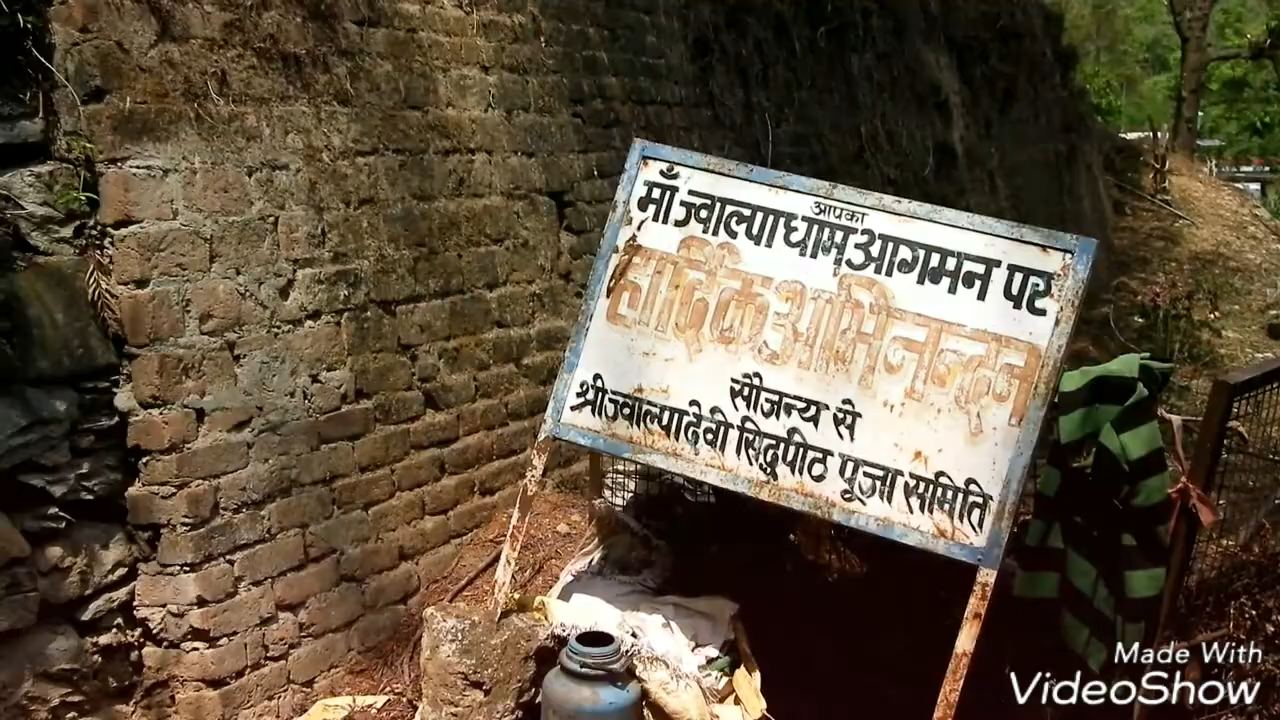 आपका
माँ ज्वाल्पा धाम आगमन पर
हार्दिक अभिनन्दन
सौजन्य से
श्री ज्वाल्पा देवी सिद्धपीठ पूजा समिति
Made With
VideoShow